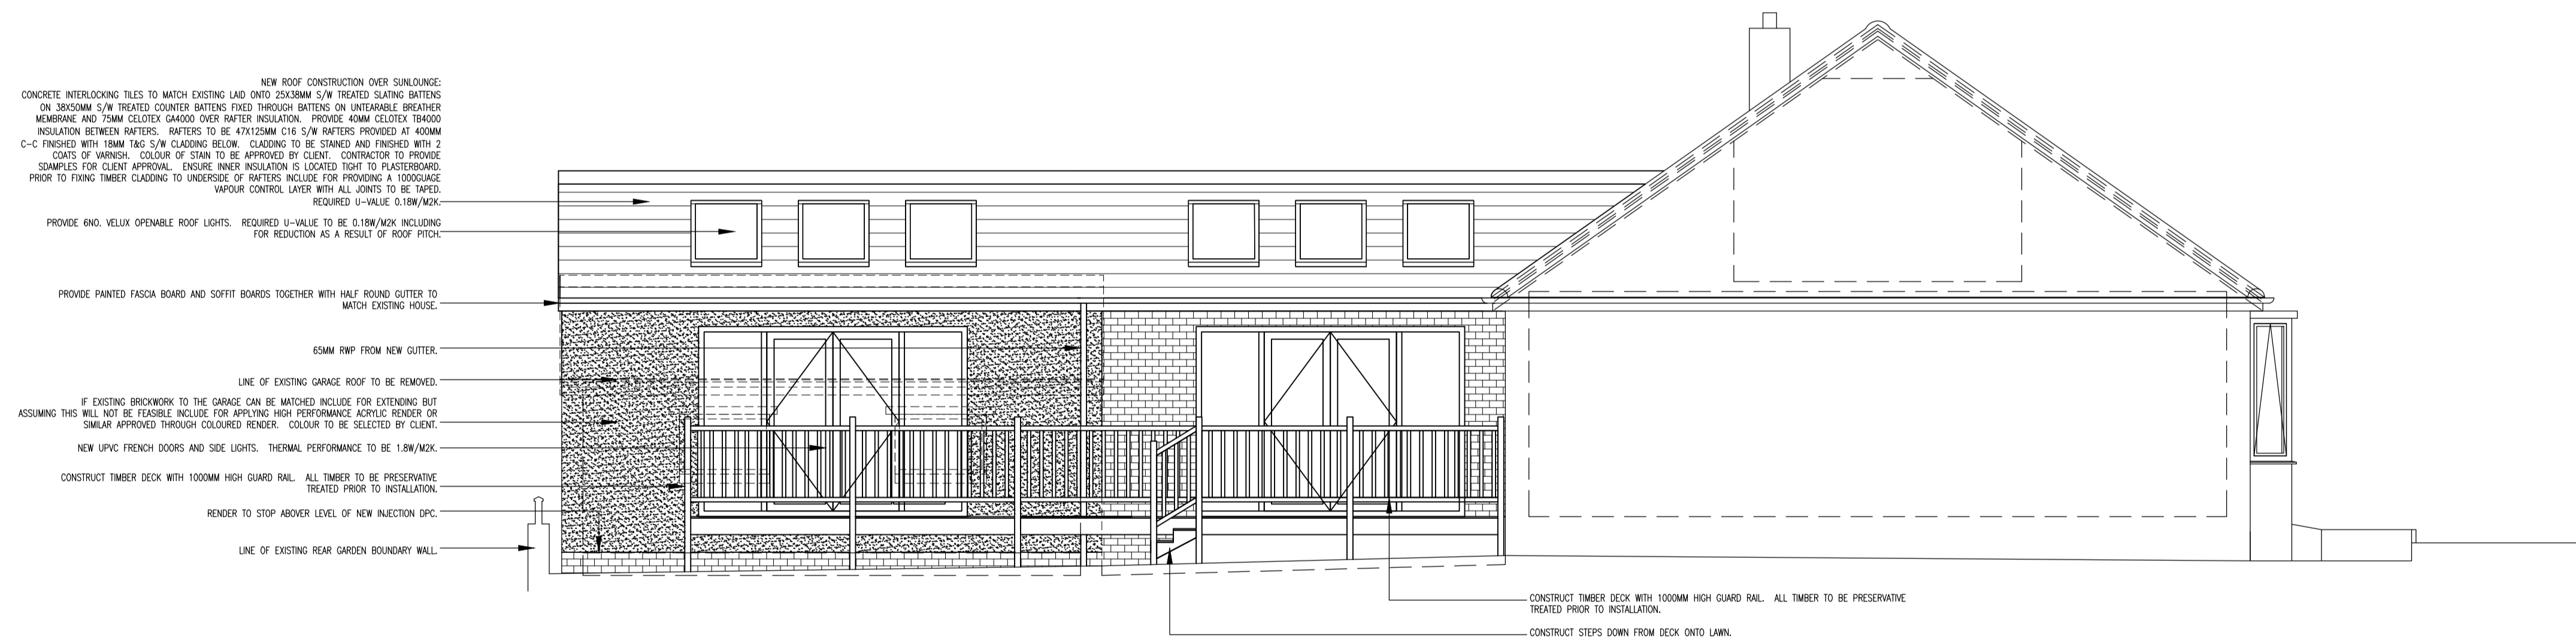 NEW ROOF CONSTRUCTION OVER SUNLOUNGE:
CONCRETE INTERLOCKING TILES TO MATCH EXISTING LAID ONTO 25X38MM S/W TREATED SLATING BATTENS
ON 38X50MM S/W TREATED COUNTER BATTENS FIXED THROUGH BATTENS ON UNTEARABLE BREATHER
MEMBRANE AND 75MM CELOTEX GA4000 OVER RAFTER INSULATION. PROVIDE 40MM CELOTEX TB4000
INSULATION BETWEEN RAFTERS. RAFTERS TO BE 47X125MM C16 S/W RAFTERS PROVIDED AT 400MM
C-C FINISHED WITH 18MM T&G S/W CLADDING BELOW. CLADDING TO BE STAINED AND FINISHED WITH 2
COATS OF VARNISH. COLOUR OF STAIN TO BE APPROVED BY CLIENT. CONTRACTOR TO PROVIDE
SDAMPLES FOR CLIENT APPROVAL. ENSURE INNER INSULATION IS LOCATED TIGHT TO PLASTERBOARD.
PRIOR TO FIXING TIMBER CLADDING TO UNDERSIDE OF RAFTERS INCLUDE FOR PROVIDING A 1000GUAGE
VAPOUR CONTROL LAYER WITH ALL JOINTS TO BE TAPED.
REQUIRED U-VALUE 0.18W/M2K.
PROVIDE 6NO. VELUX OPENABLE ROOF LIGHTS. REQUIRED U-VALUE TO BE 0.18W/M2K INCLUDING
FOR REDUCTION AS A RESULT OF ROOF PITCH.
PROVIDE PAINTED FASCIA BOARD AND SOFFIT BOARDS TOGETHER WITH HALF ROUND GUTTER TO
MATCH EXISTING HOUSE.
65MM RWP FROM NEW GUTTER.
LINE OF EXISTING GARAGE ROOF TO BE REMOVED.
IF EXISTING BRICKWORK TO THE GARAGE CAN BE MATCHED INCLUDE FOR EXTENDING BUT
ASSUMING THIS WILL NOT BE FEASIBLE INCLUDE FOR APPLYING HIGH PERFORMANCE ACRYLIC RENDER OR
SIMILAR APPROVED THROUGH COLOURED RENDER. COLOUR TO BE SELECTED BY CLIENT.
NEW UPVC FRENCH DOORS AND SIDE LIGHTS. THERMAL PERFORMANCE TO BE 1.8W/M2K.
CONSTRUCT TIMBER DECK WITH 1000MM HIGH GUARD RAIL. ALL TIMBER TO BE PRESERVATIVE
TREATED PRIOR TO INSTALLATION.
RENDER TO STOP ABOVER LEVEL OF NEW INJECTION DPC.
LINE OF EXISTING REAR GARDEN BOUNDARY WALL.
CONSTRUCT TIMBER DECK WITH 1000MM HIGH GUARD RAIL. ALL TIMBER TO BE PRESERVATIVE
TREATED PRIOR TO INSTALLATION.
CONSTRUCT STEPS DOWN FROM DECK ONTO LAWN.